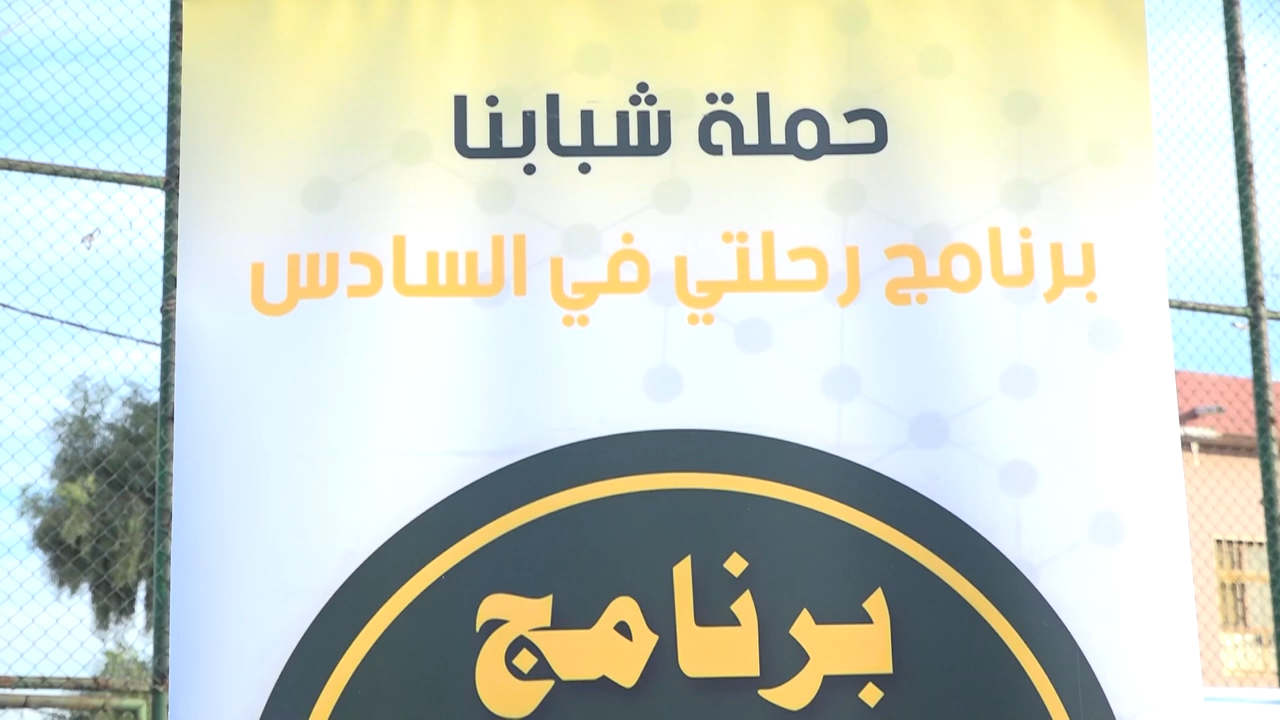 حملة شبابنا
برنامج رحلتي في السادس
برنامج